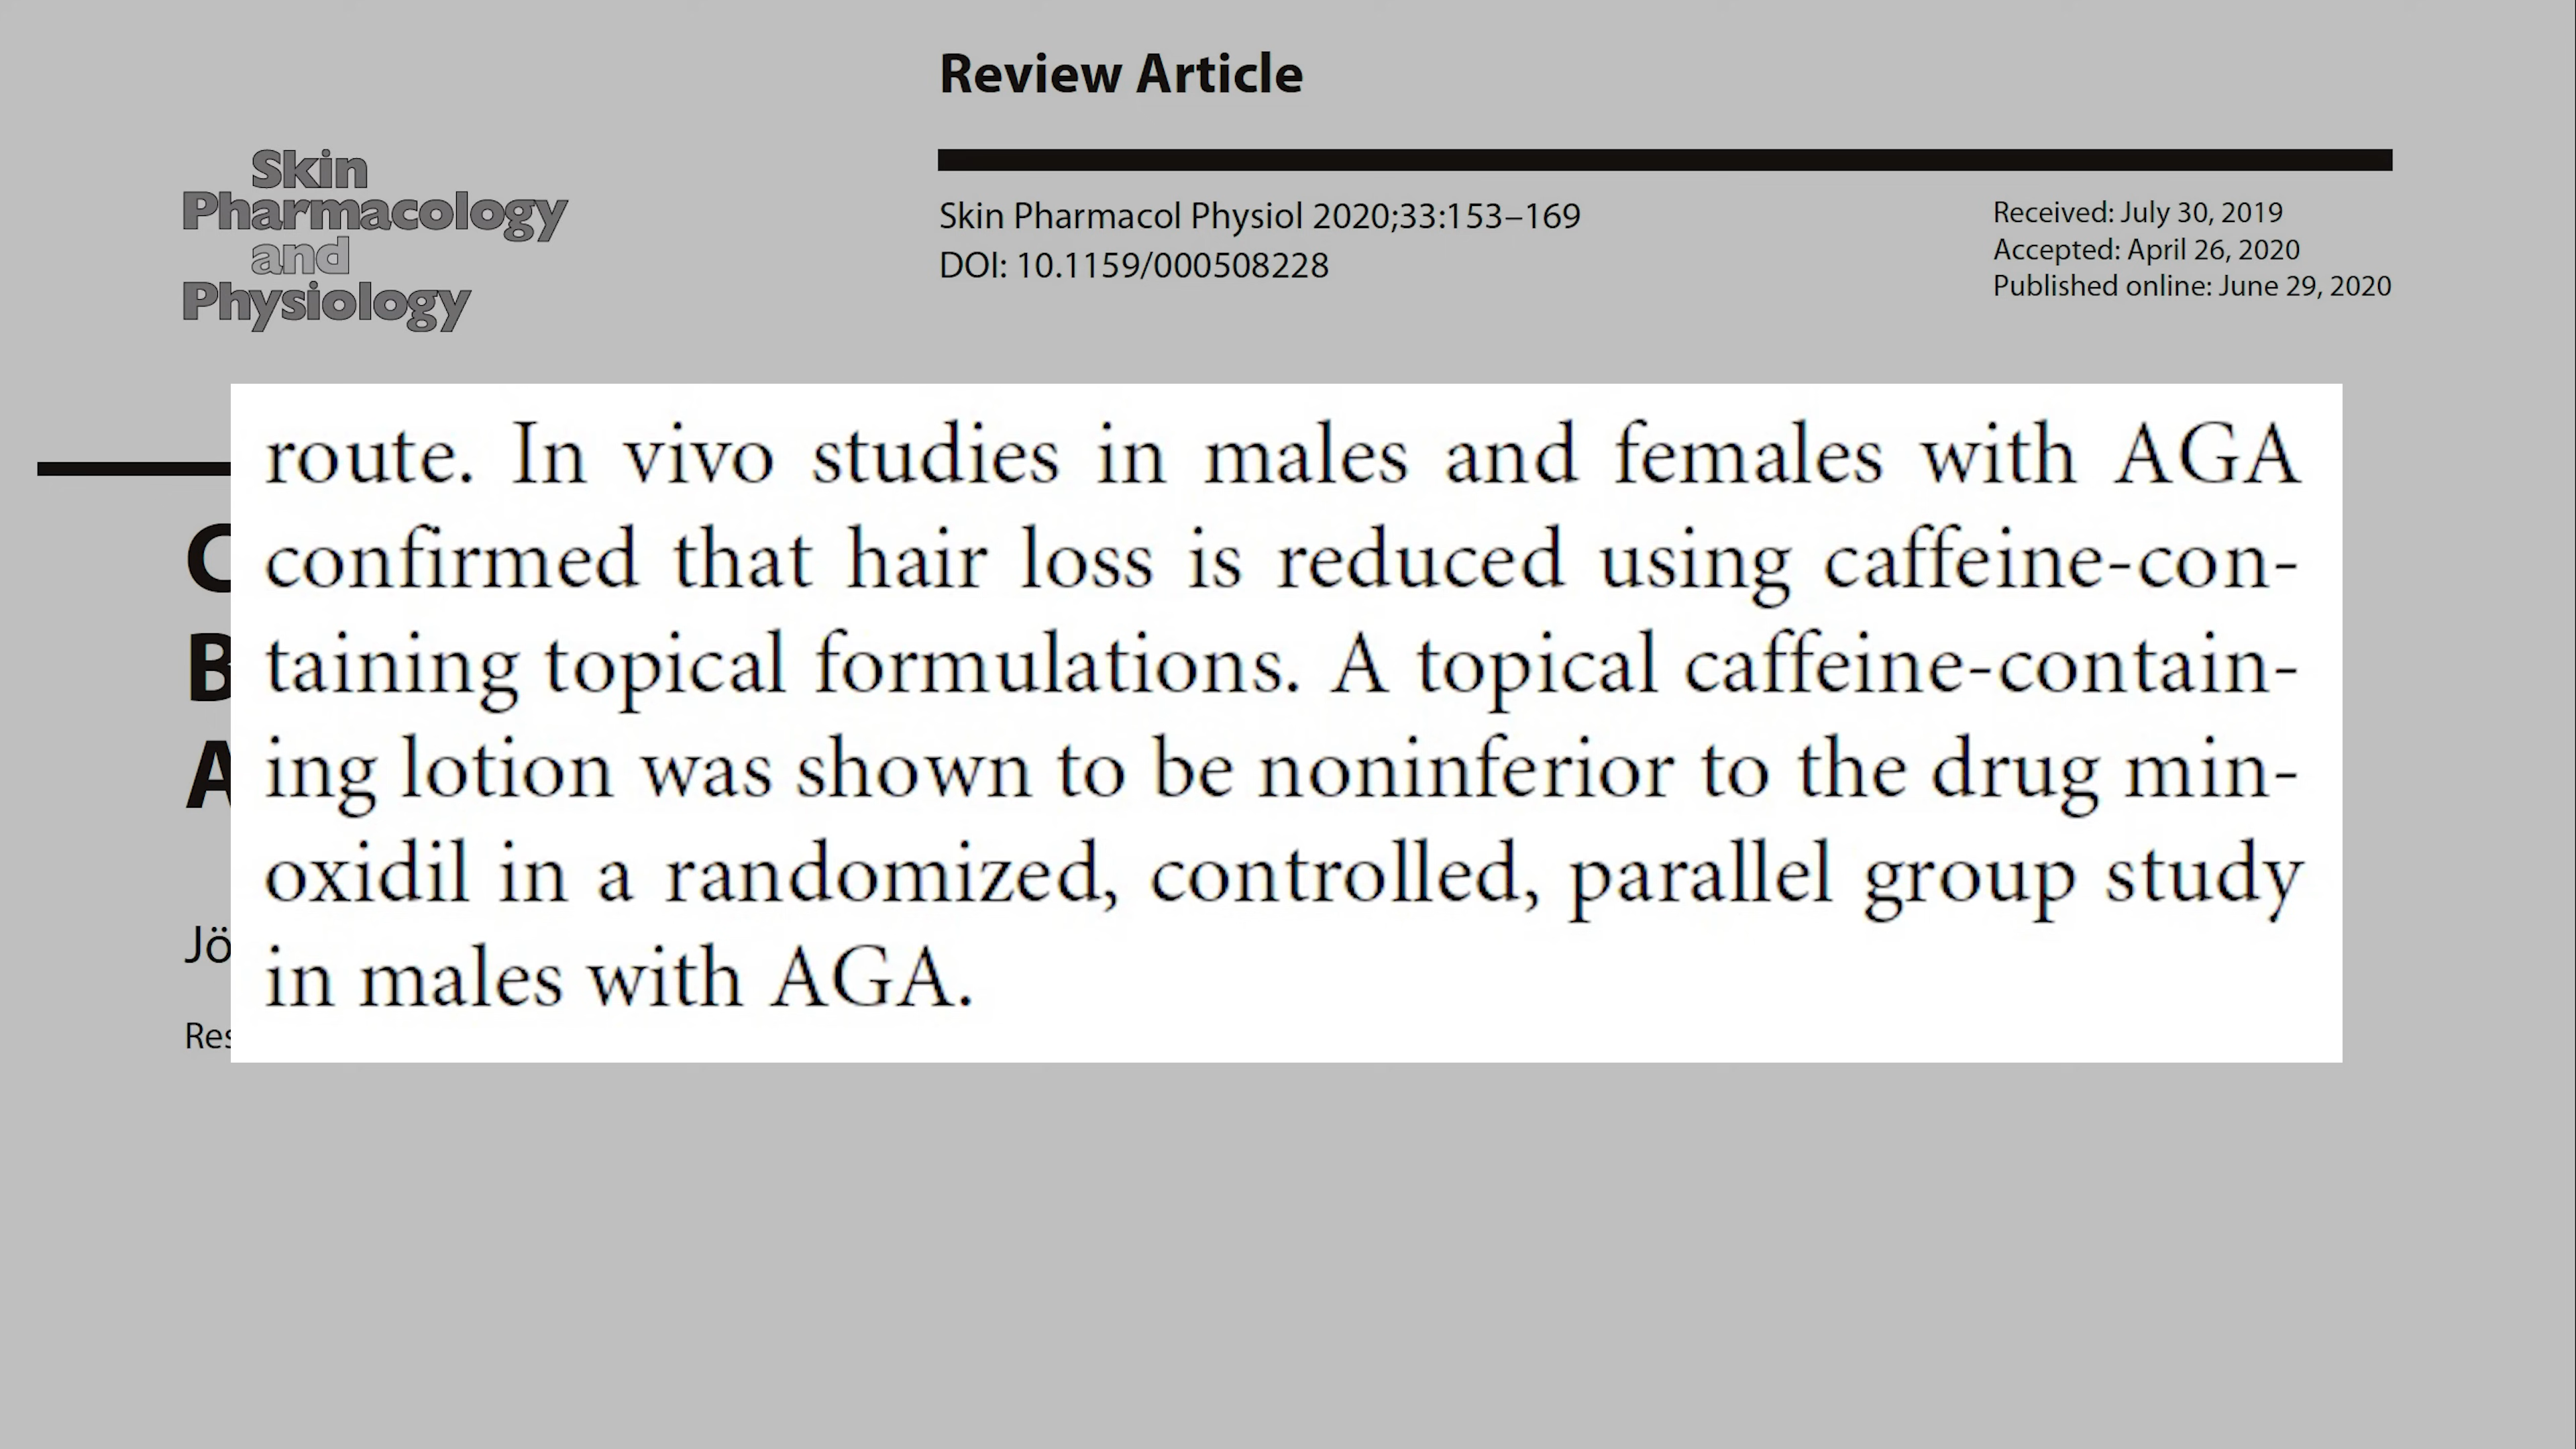 Review Article
Skin
Pharmacology
and
Physiology
Skin Pharmacol Physiol 2020;33:153–169
DOI: 10.1159/000508228
Received: July 30, 2019
Accepted: April 26, 2020
Published online: June 29, 2020
route. In vivo studies in males and females with AGA
confirmed that hair loss is reduced using caffeine-con-
taining topical formulations. A topical caffeine-contain-
ing lotion was shown to be noninferior to the drug min-
oxidil in a randomized, controlled, parallel group study
in males with AGA.